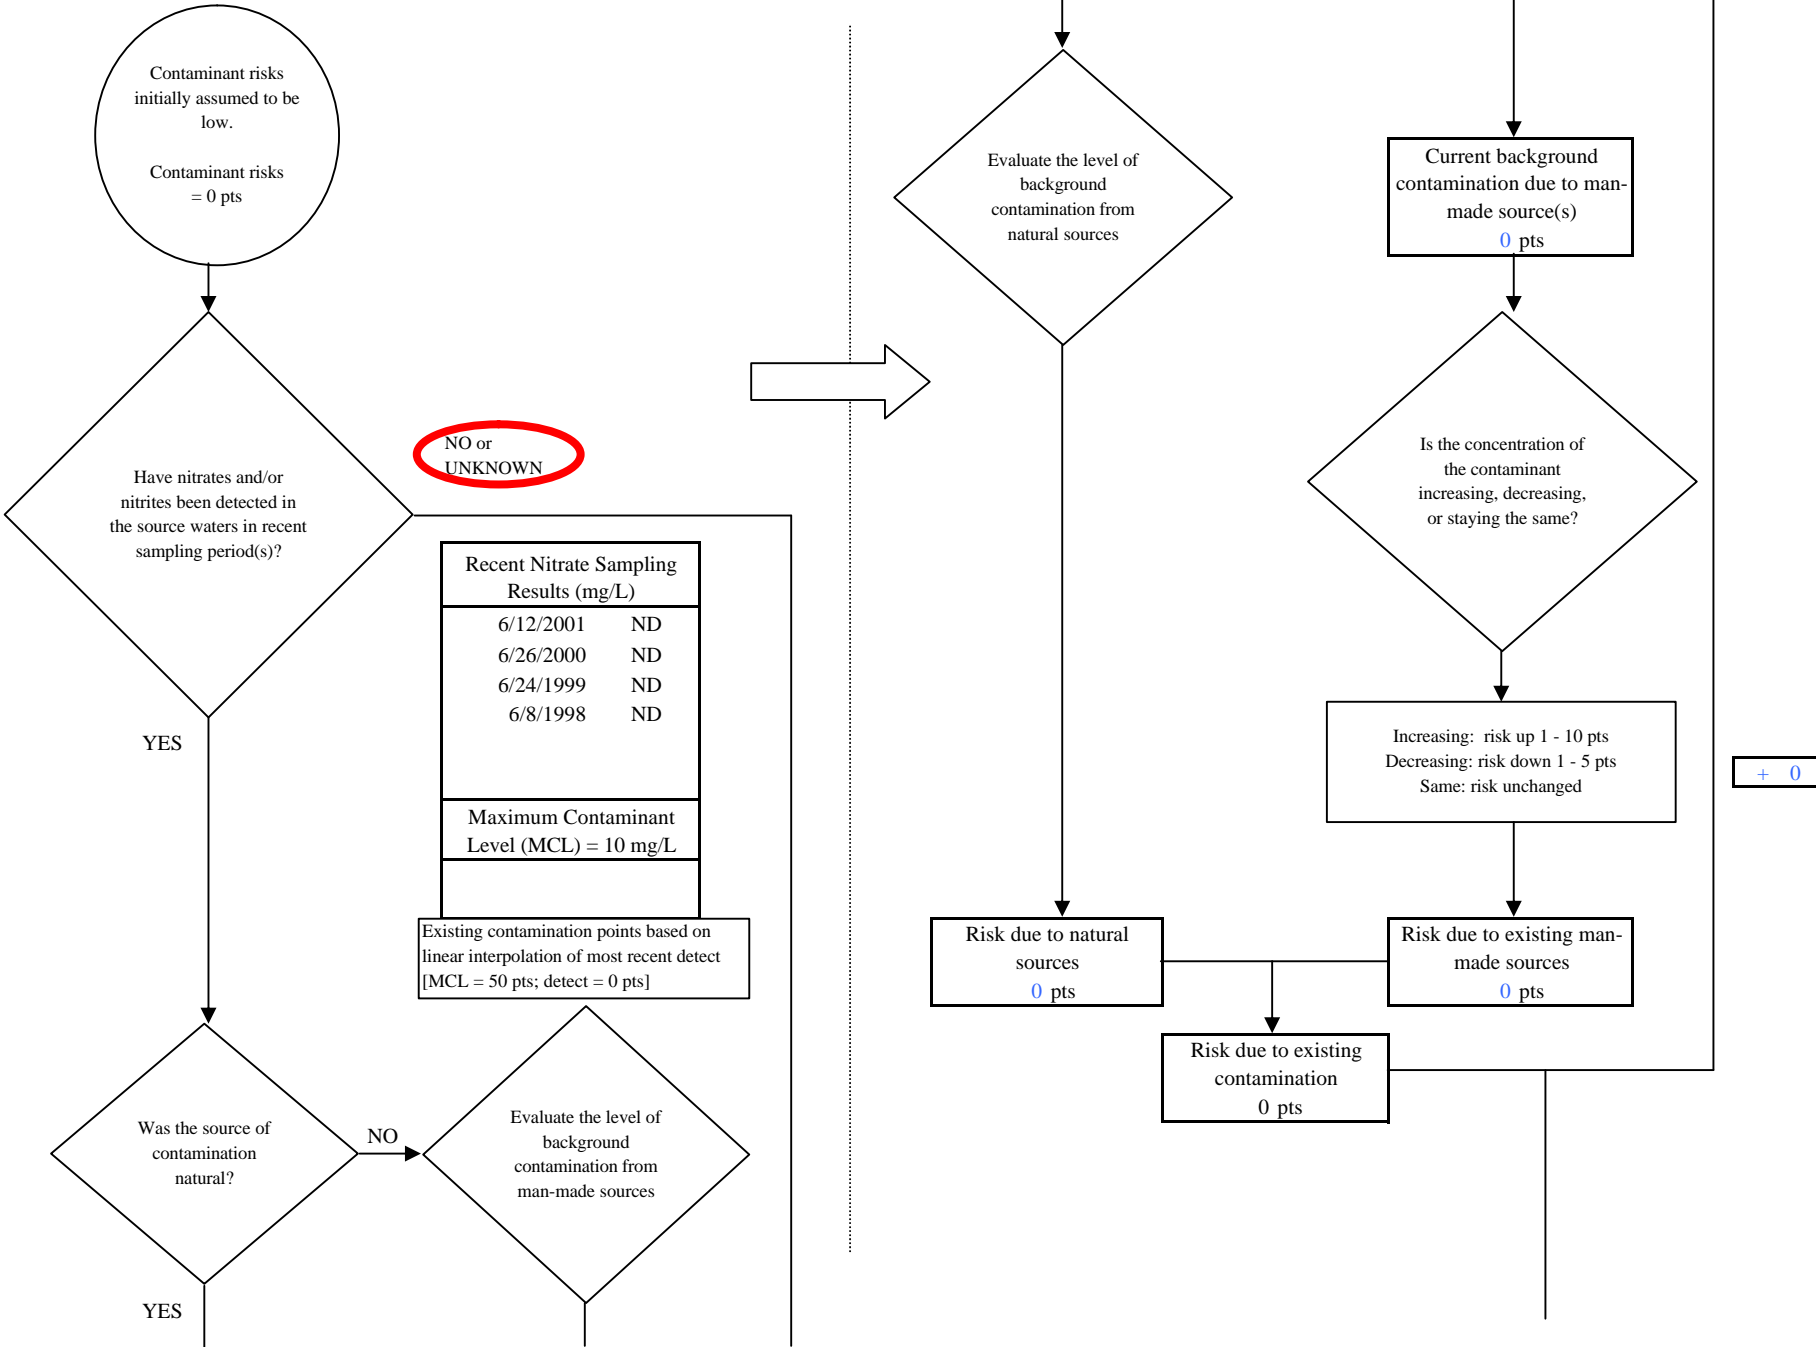 Contaminant risks
initially assumed to be
low.
Contaminant risks
= 0 pts
Have nitrates and/or
nitrites been detected in
the source waters in recent
sampling period(s)?
NO or
UNKNOWN
YES
Recent Nitrate Sampling
Results (mg/L)
6/12/2001 ND
6/26/2000 ND
6/24/1999 ND
6/8/1998 ND
Maximum Contaminant
Level (MCL) = 10 mg/L
Existing contamination points based on
linear interpolation of most recent detect
[MCL = 50 pts; detect = 0 pts]
Was the source of
contamination
natural?
NO
YES
Evaluate the level of
background
contamination from
man-made sources
Evaluate the level of
background
contamination from
natural sources
Current background
contamination due to man-
made source(s)
0 pts
Is the concentration of
the contaminant
increasing, decreasing,
or staying the same?
Increasing: risk up 1 - 10 pts
Decreasing: risk down 1 - 5 pts
Same: risk unchanged
+ 0
Risk due to natural
sources
0 pts
Risk due to existing man-
made sources
0 pts
Risk due to existing
contamination
0 pts